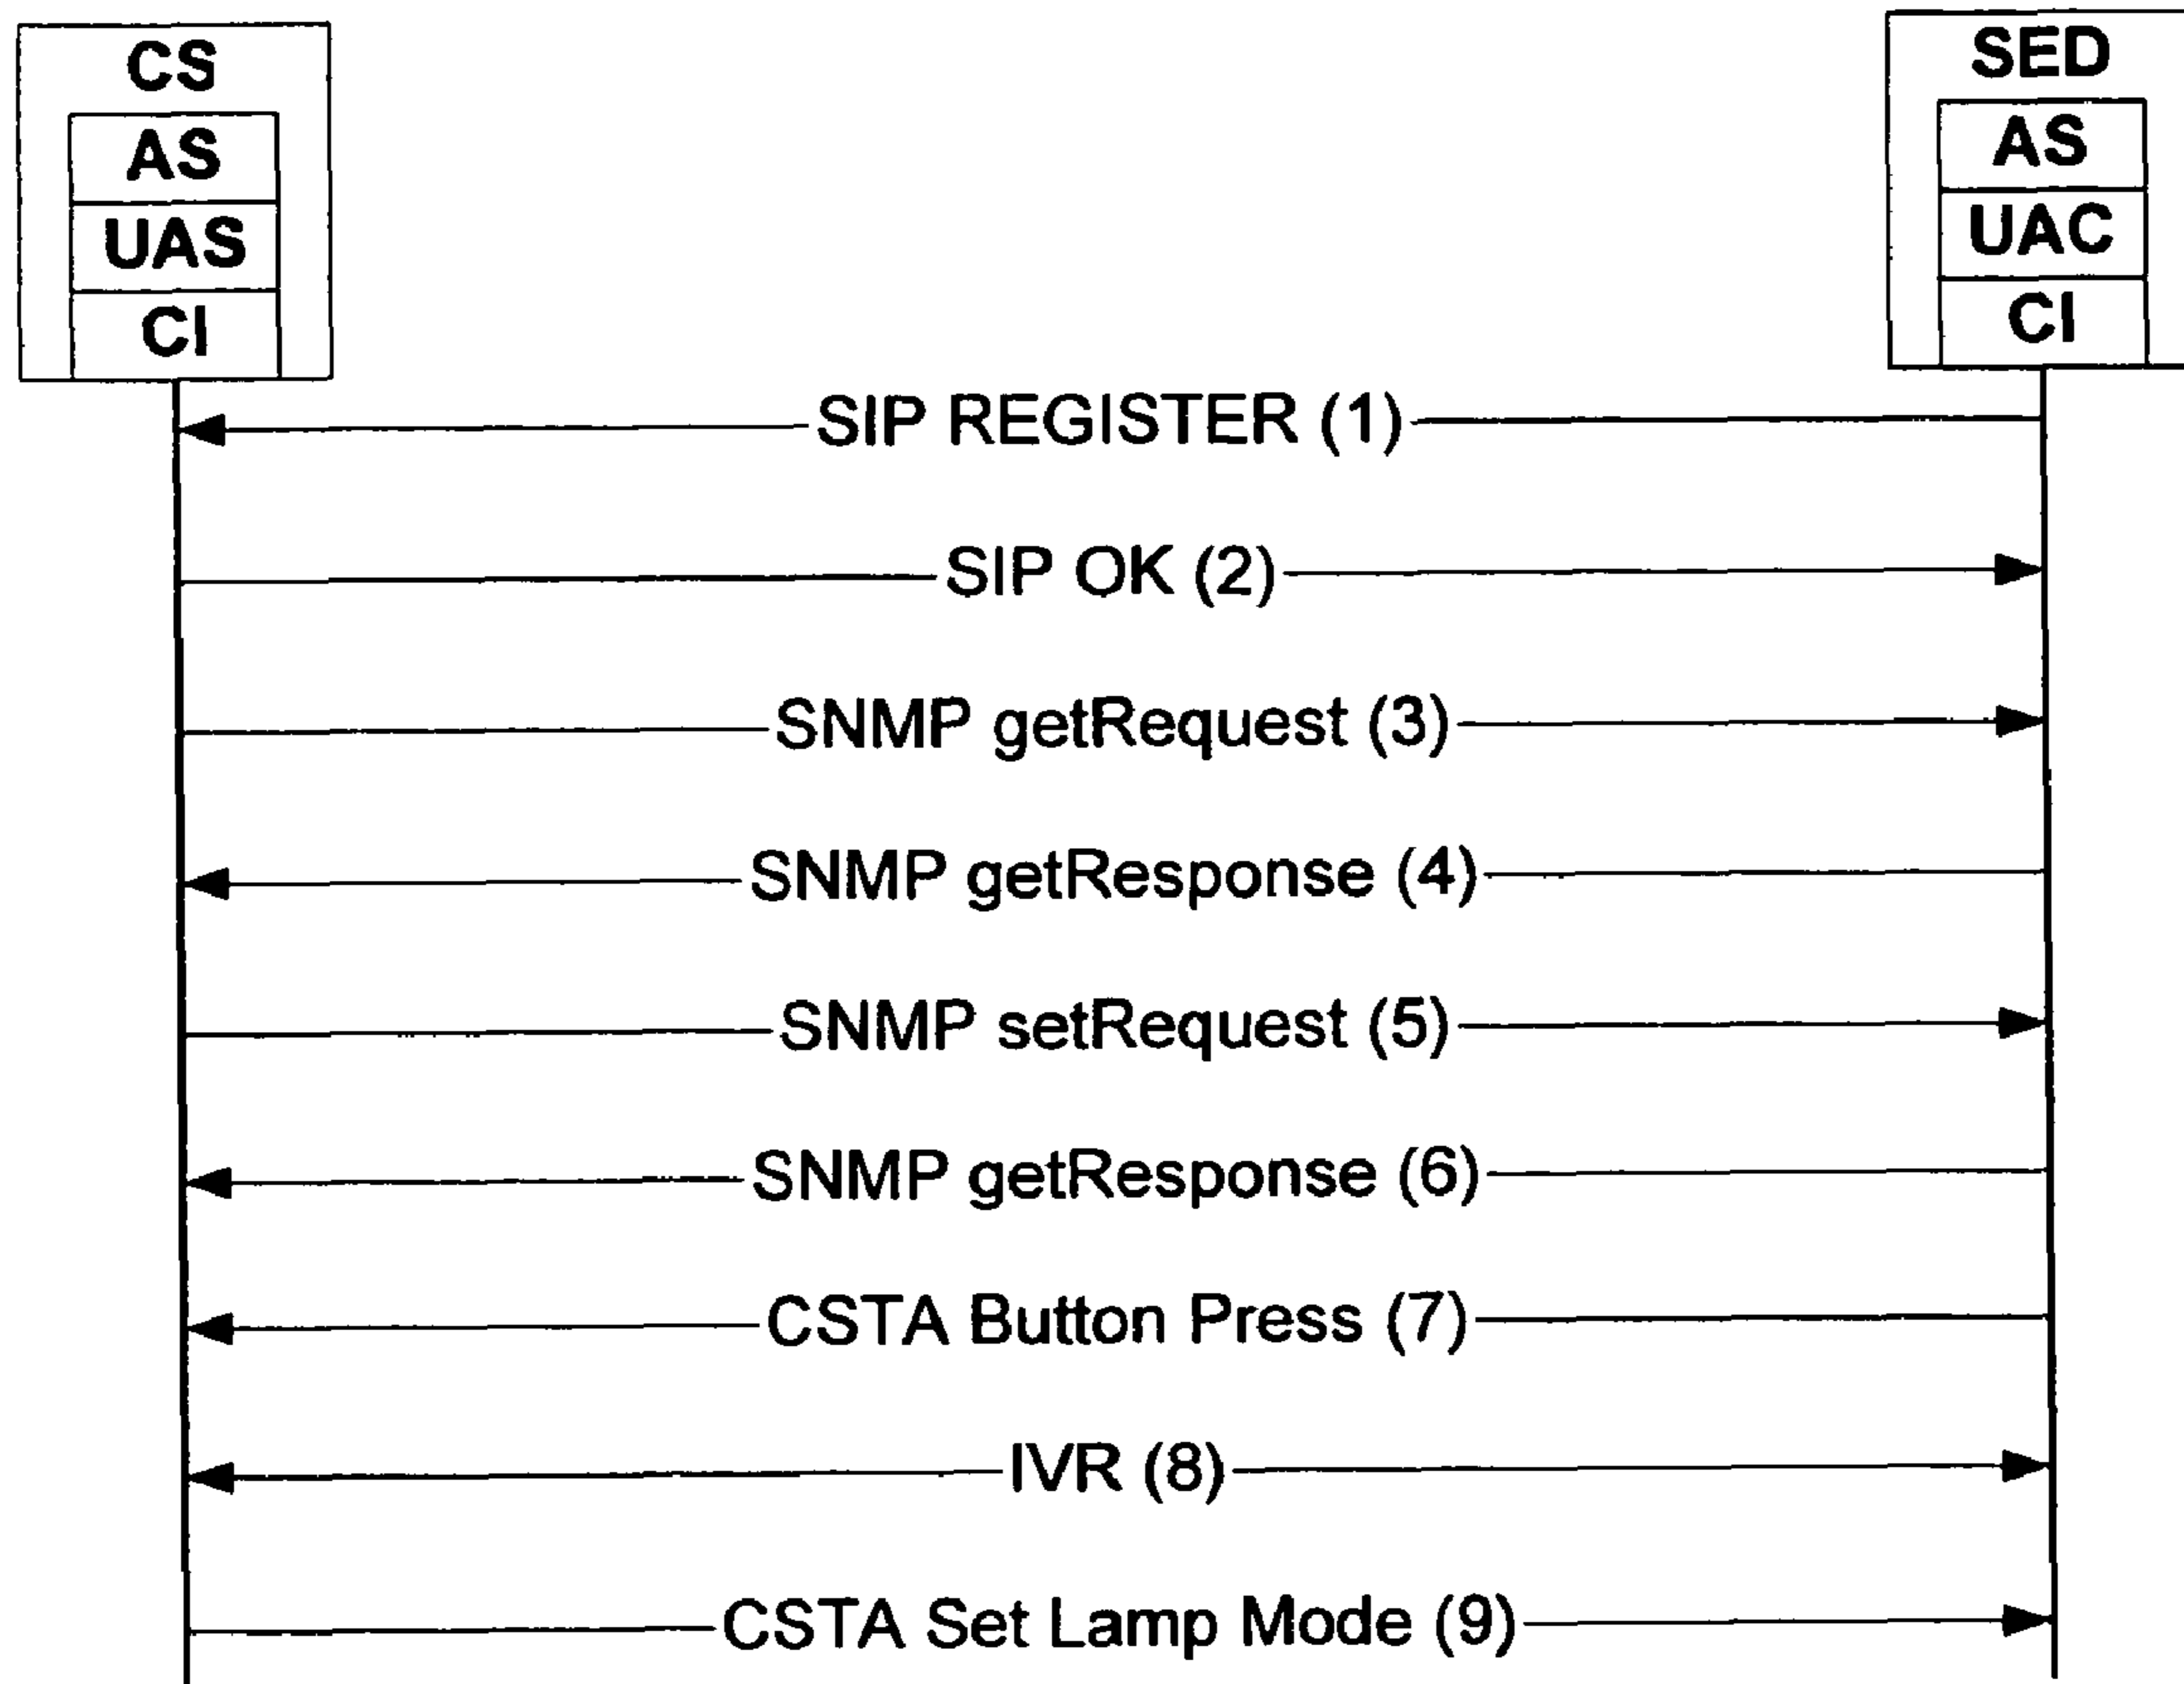 CS
AS
UAS
CI
SED
AS
UAC
CI
SIP REGISTER (1)
SIP OK (2)
SNMP getRequest (3)
SNMP getResponse (4)
SNMP setRequest (5)
SNMP getResponse (6)
CSTA Button Press (7)
IVR (8)
CSTA Set Lamp Mode (9)